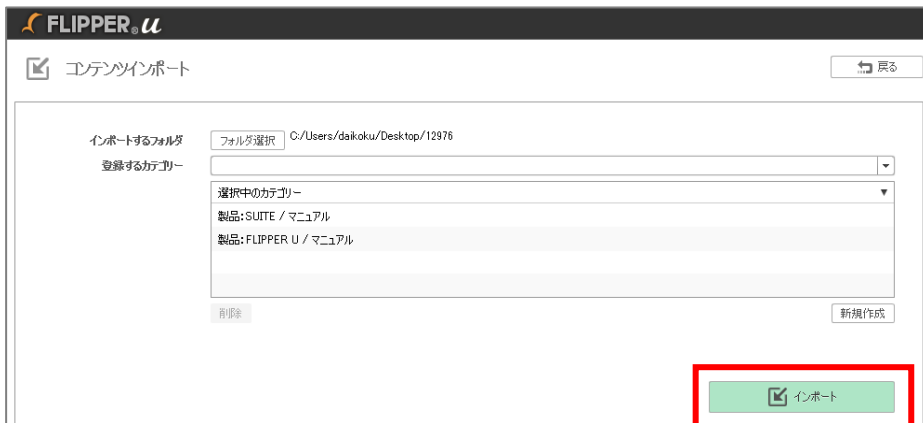 FLIPPER® u
コンテンツインポート
戻る
インポートするフォルダ フォルダ選択 C:/Users/daikoku/Desktop/12976
登録するカテゴリー
選択中のカテゴリー
製品:SUITE / マニュアル
製品:FLIPPER U / マニュアル
削除 新規作成
インポート